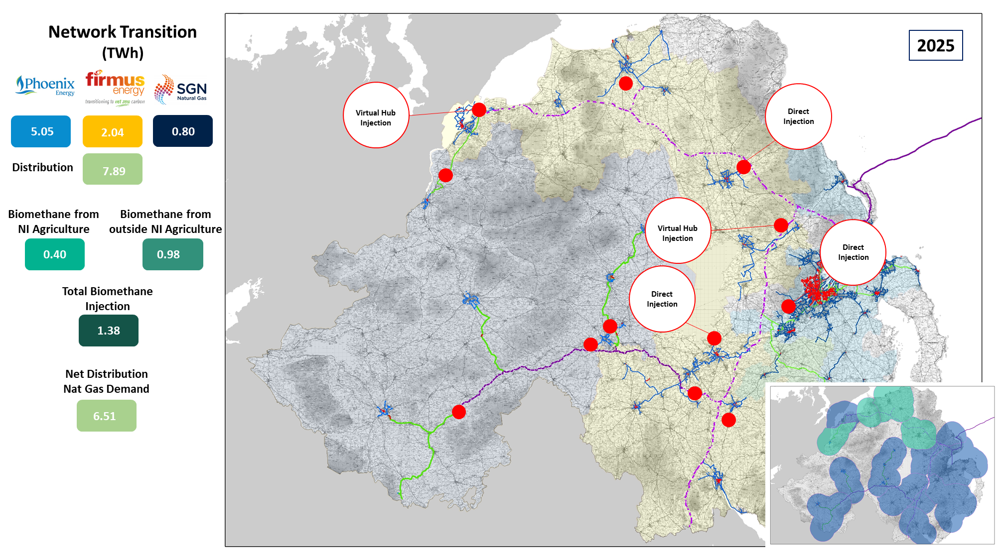 Network Transition
(TWh)
Phoenix
Energy
firmus
energy
transitioning to net zero carbon
SGN
Natural Gas
5.05
2.04
0.80
Distribution
7.89
Biomethane from
NI Agriculture
Biomethane from
outside NI Agriculture
0.40
0.98
Total Biomethane
Injection
1.38
Net Distribution
Nat Gas Demand
6.51
2025
Virtual Hub
Injection
Direct
Injection
Virtual Hub
Injection
Direct
Injection
Direct
Injection